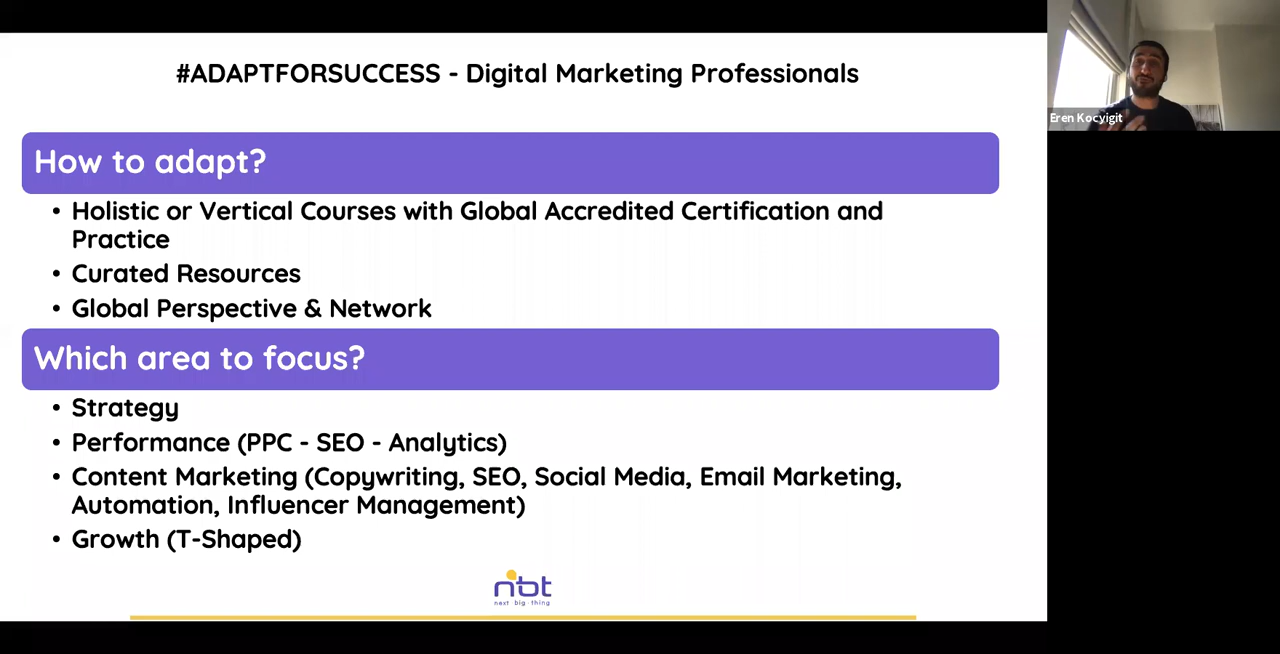 #ADAPTFORSUCCESS - Digital Marketing Professionals
Eren Kocyigit
How to adapt?
• Holistic or Vertical Courses with Global Accredited Certification and
Practice
• Curated Resources
• Global Perspective & Network
Which area to focus?
• Strategy
• Performance (PPC - SEO - Analytics)
• Content Marketing (Copywriting, SEO, Social Media, Email Marketing,
Automation, Influencer Management)
• Growth (T-Shaped)
nbt
next big thing